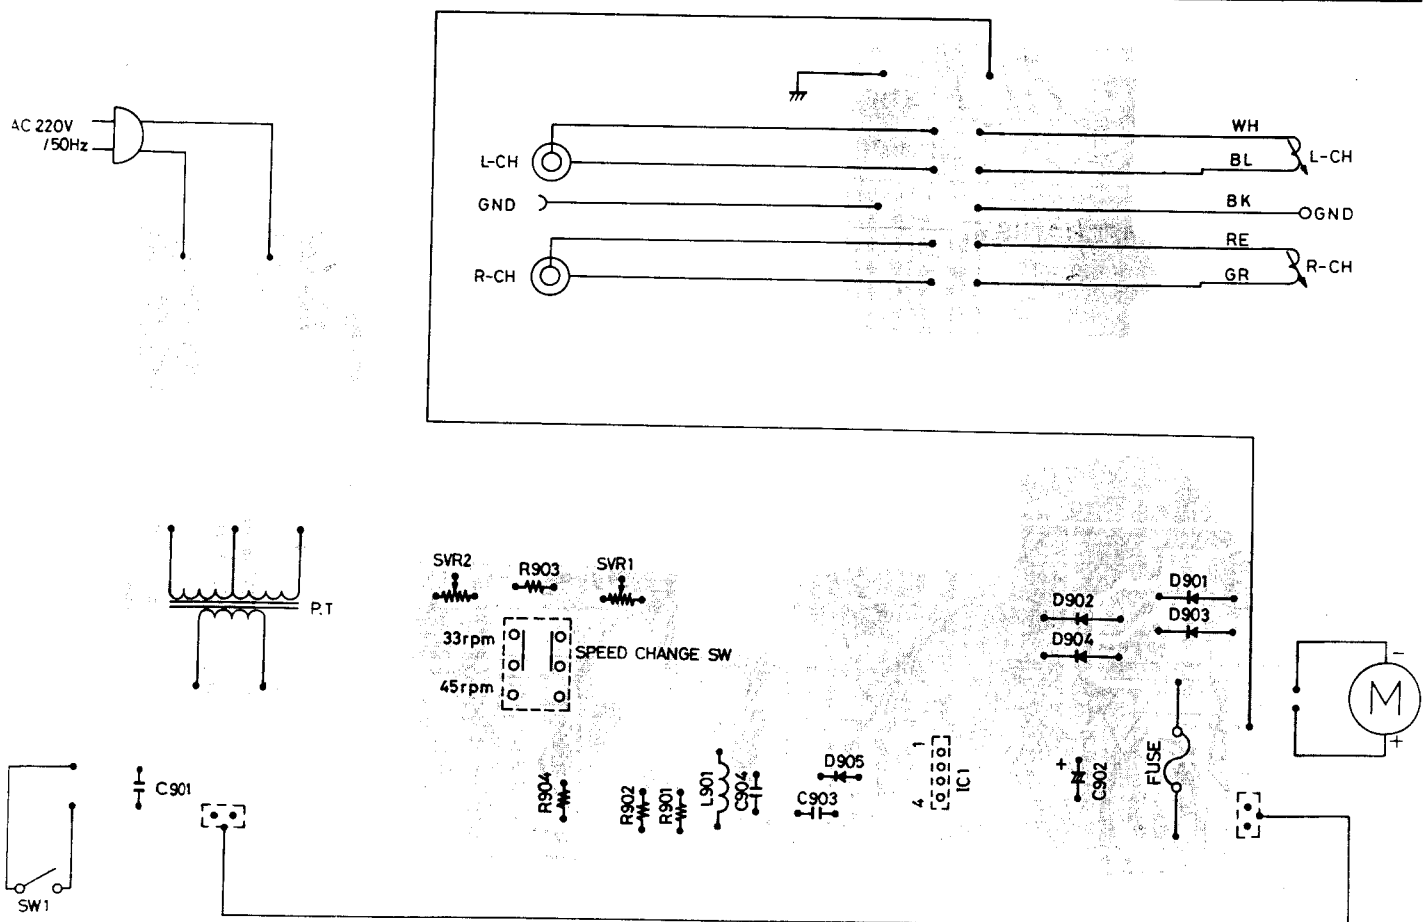 AC 220V
/50Hz
L-CH
GND
R-CH
WH
BL
L-CH
BK
GND
RE
R-CH
GR
P.T
SVR2
R903
SVR1
33rpm
SPEED CHANGE SW
45rpm
D901
D902
D903
D904
M
-
+
SW1
C901
R904
R902
R901
L901
C904
D905
C903
1
4
IC1
+
C902
FUSE